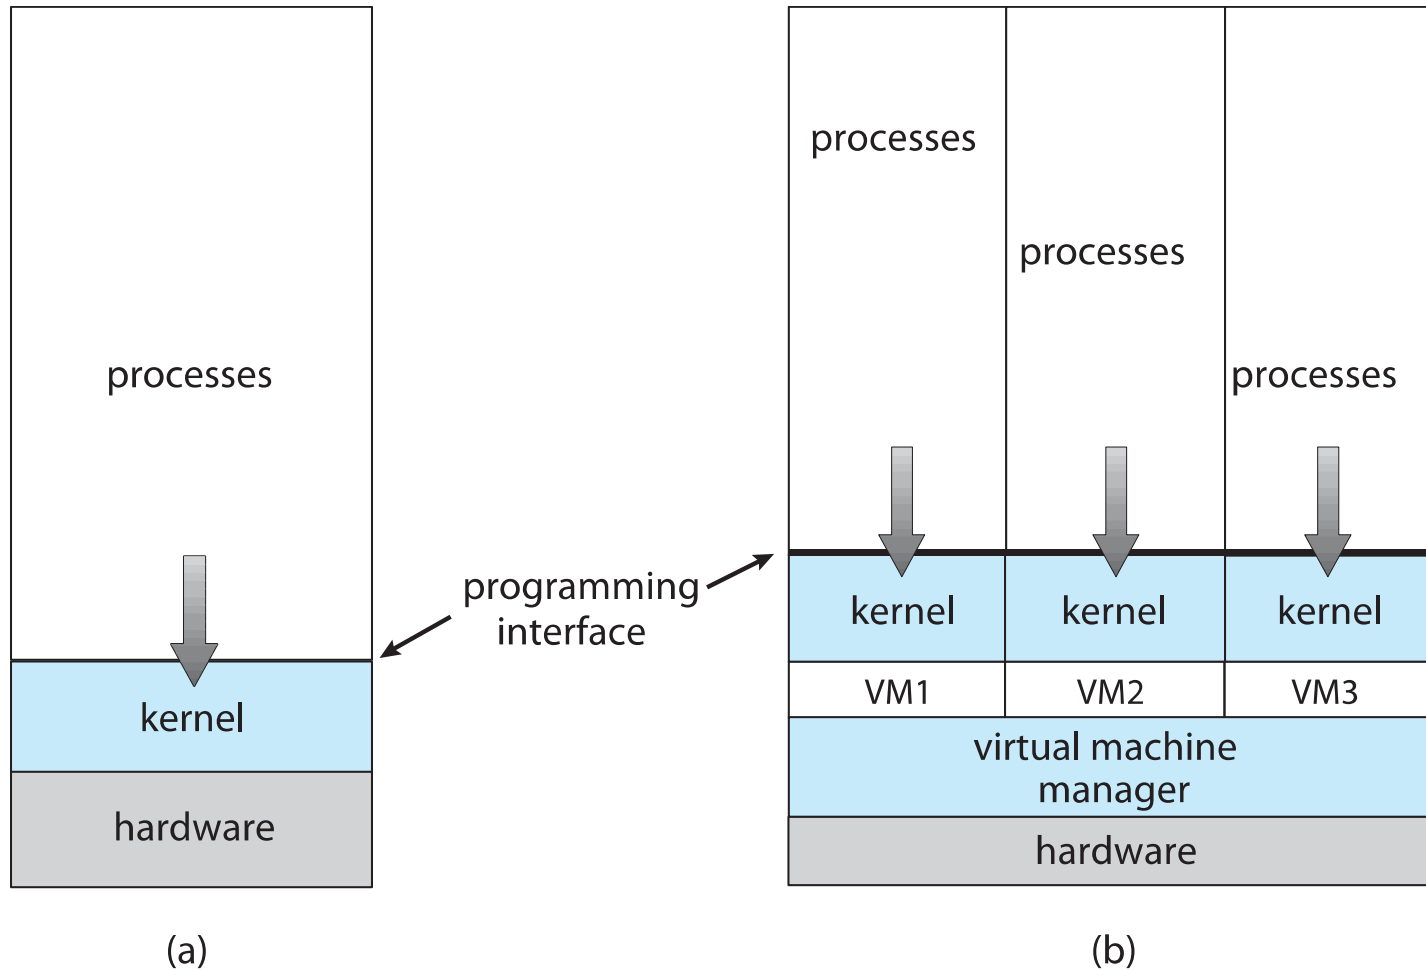 processes
kernel
hardware
(a)
programming
interface
processes
processes
processes
kernel
kernel
kernel
VM1
VM2
VM3
virtual machine
manager
hardware
(b)